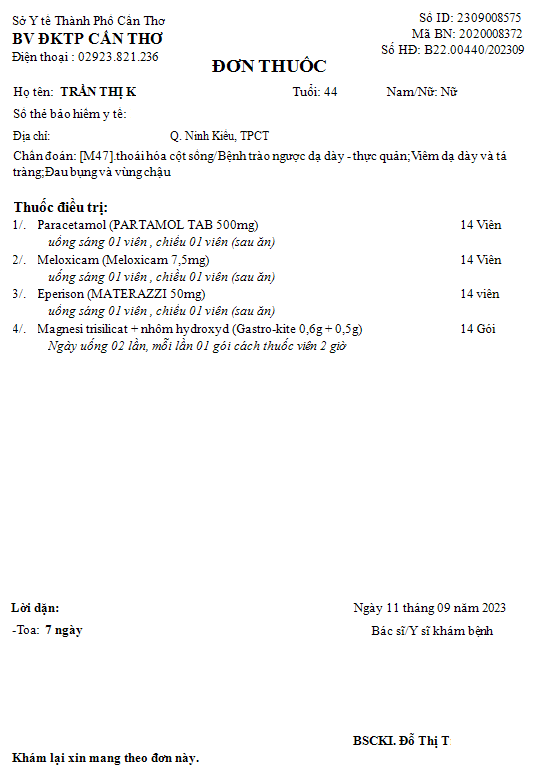 Sở Y tế Thành Phố Cần Thơ
BV ĐKTP CẦN THƠ
Điện thoại : 02923.821.236
Số ID: 2309008575
Mã BN: 2020008372
Số HĐ: B22.00440/202309
ĐƠN THUỐC
Họ tên: TRẦN THỊ K Tuổi: 44 Nam/Nữ: Nữ
Số thẻ bảo hiểm y tế:
Địa chỉ: Q. Ninh Kiều, TPCT
Chẩn đoán: [M47].thoái hóa cột sống/Bệnh trào ngược dạ dày - thực quản;Viêm dạ dày và tá
tràng;Đau bụng và vùng chậu
Thuốc điều trị:
1/. Paracetamol (PARTAMOL TAB 500mg) 14 Viên
uống sáng 01 viên , chiều 01 viên (sau ăn)
2/. Meloxicam (Meloxicam 7,5mg) 14 Viên
uống sáng 01 viên , chiều 01 viên (sau ăn)
3/. Eperison (MATERAZZI 50mg) 14 viên
uống sáng 01 viên , chiều 01 viên (sau ăn)
4/. Magnesi trisilicat + nhôm hydroxyd (Gastro-kite 0,6g + 0,5g) 14 Gói
Ngày uống 02 lần, mỗi lần 01 gói cách thuốc viên 2 giờ
Lời dặn: Ngày 11 tháng 09 năm 2023
-Toa: 7 ngày Bác sĩ/Y sĩ khám bệnh
BSCKI. Đỗ Thị T
Khám lại xin mang theo đơn này.